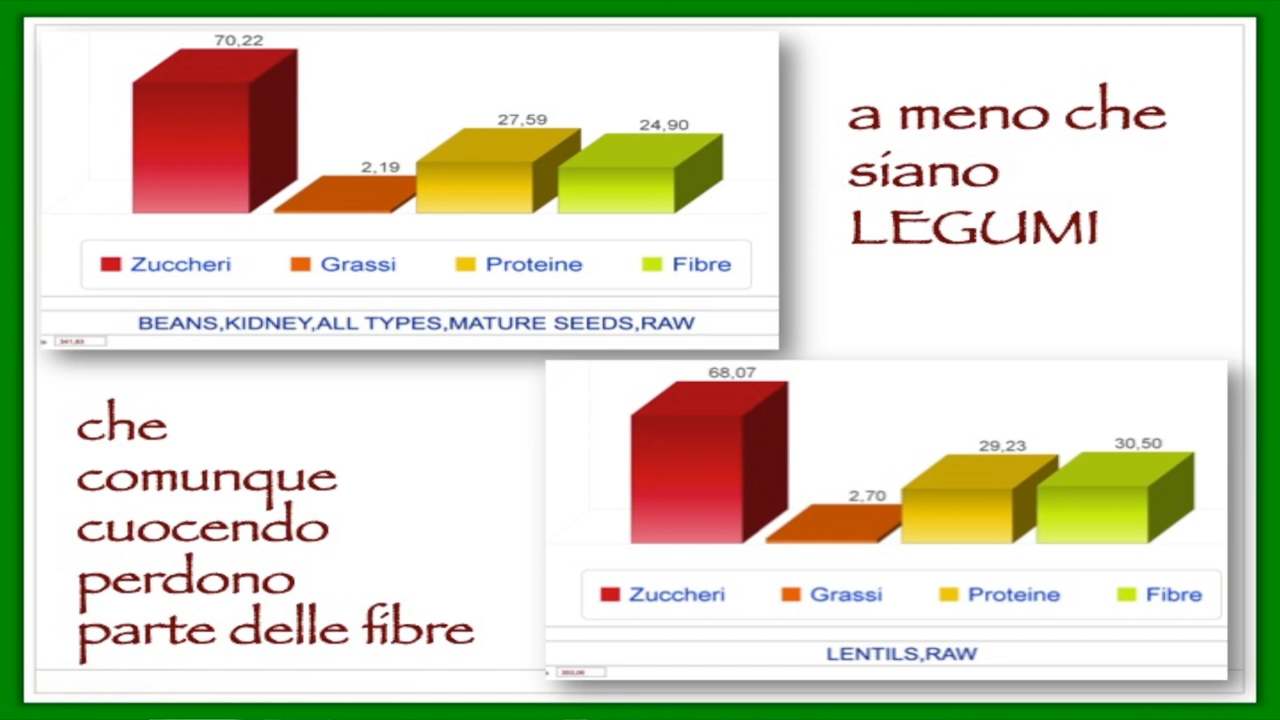 70,22
2,19
27,59
24,90
Zuccheri Grassi Proteine Fibre
BEANS,KIDNEY,ALL TYPES,MATURE SEEDS,RAW
a meno che
siano
LEGUMI
che
comunque
cuocendo
perdono
parte delle fibre
68,07
2,70
29,23
30,50
Zuccheri Grassi Proteine Fibre
LENTILS,RAW